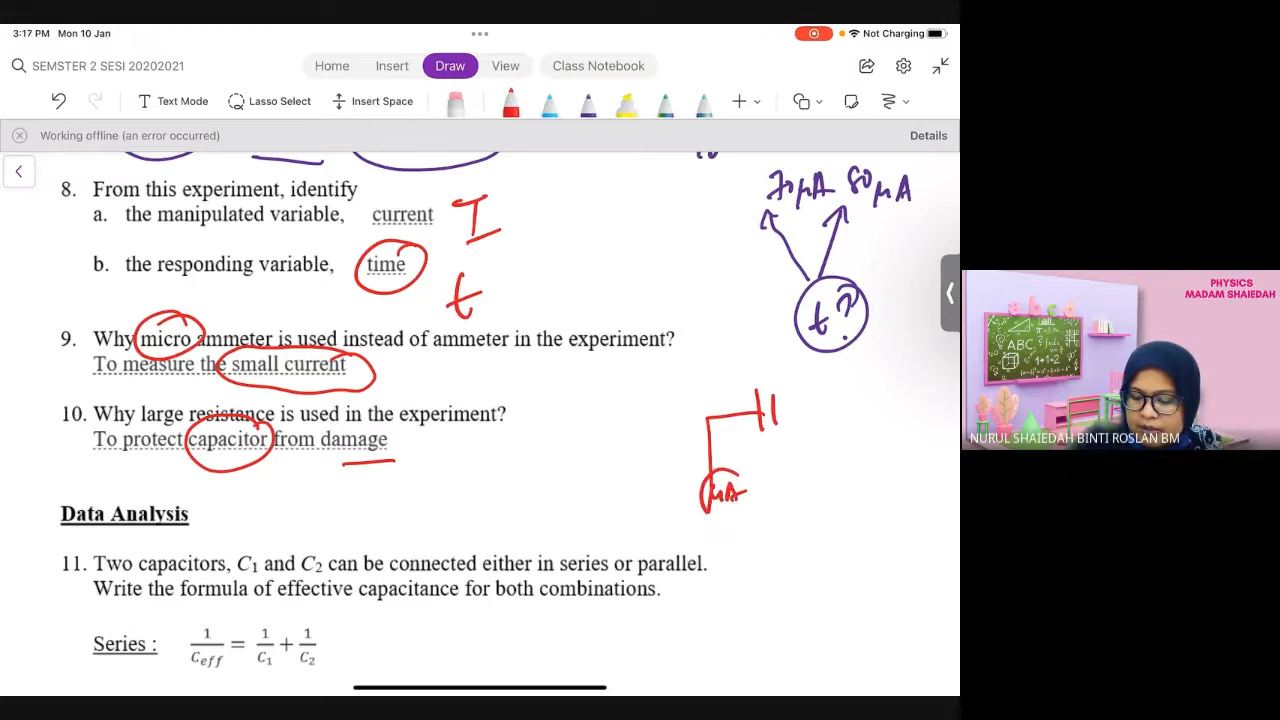 3:17 PM Mon 10 Jan
Not Charging
SEMSTER 2 SESI 20202021
Home Insert Draw View Class Notebook
Text Mode Lasso Select Insert Space
Working offline (an error occurred) Details
70μA 80μA
8. From this experiment, identify
a. the manipulated variable, current I
b. the responding variable, time t
t?
9. Why micro ammeter is used instead of ammeter in the experiment?
To measure the small current
10. Why large resistance is used in the experiment?
To protect capacitor from damage
μA
Data Analysis
11. Two capacitors, C1 and C2 can be connected either in series or parallel.
Write the formula of effective capacitance for both combinations.
Series : 1/Ceff = 1/C1 + 1/C2
PHYSICS
MADAM SHAIEDAH
a b c d
ABC
1+1=2
NURUL SHAIEDAH BINTI ROSLAN BM